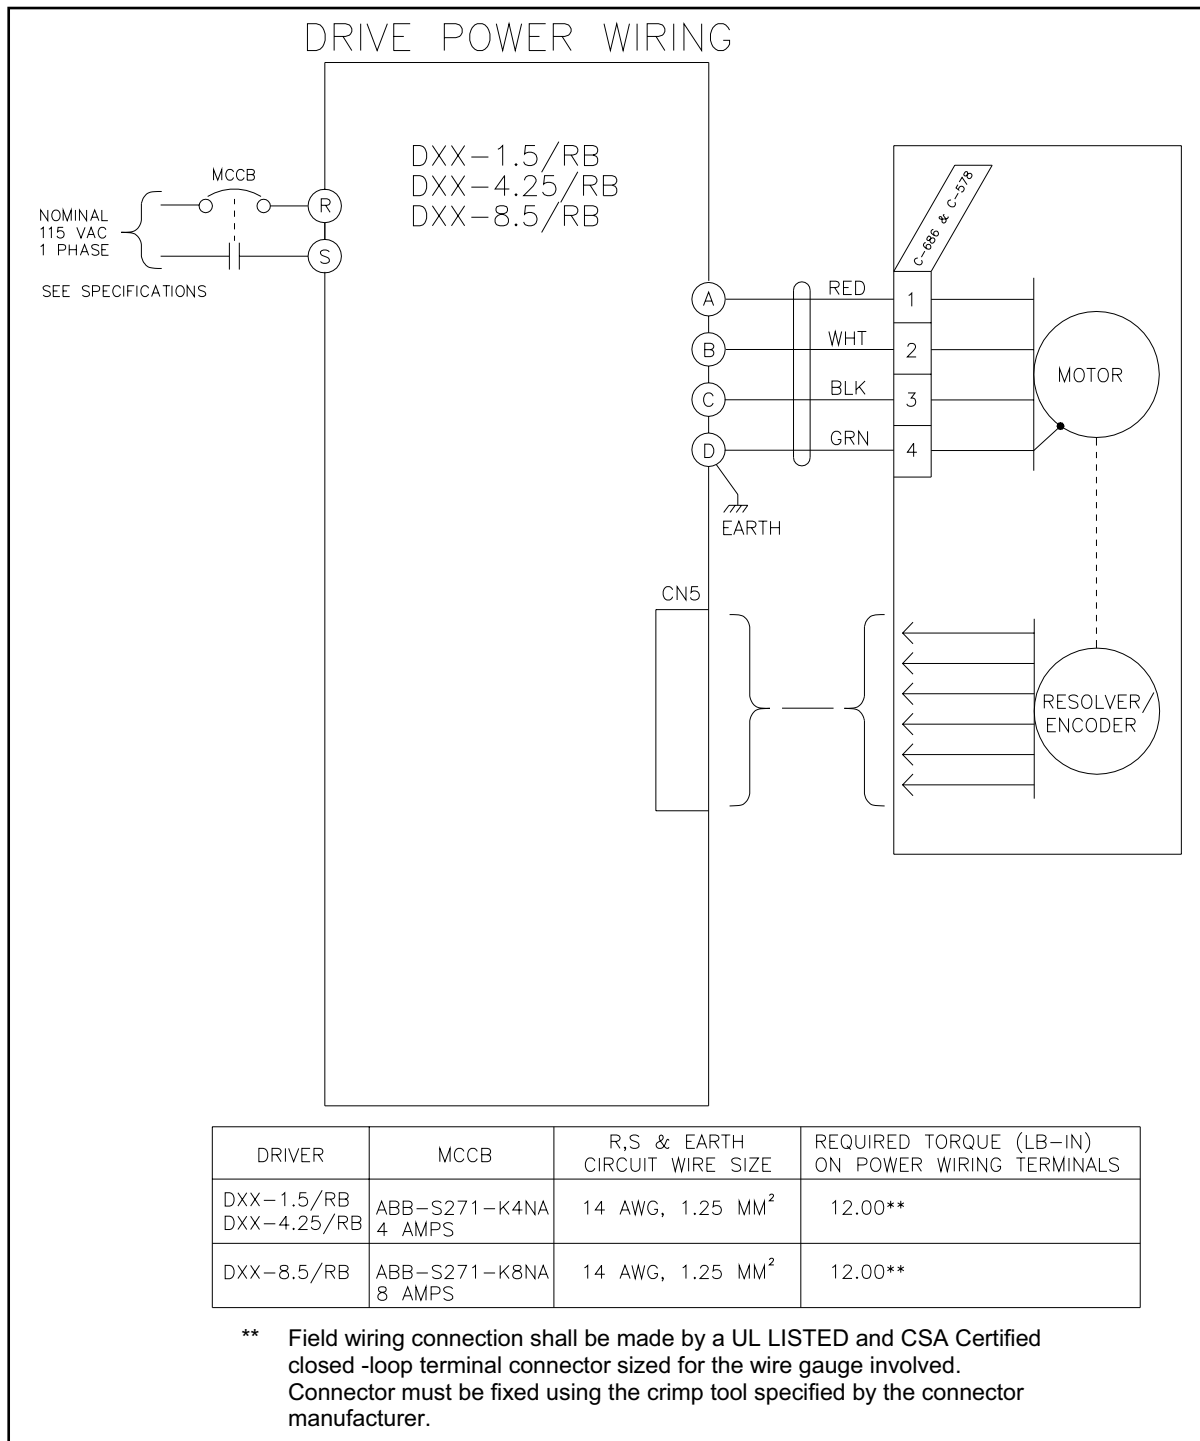 DRIVE POWER WIRING
DXX-1.5/RB
DXX-4.25/RB
DXX-8.5/RB
MCCB
NOMINAL
115 VAC
1 PHASE
SEE SPECIFICATIONS
R
S
C-686 & C-578
A
RED
1
B
WHT
2
C
BLK
3
D
GRN
4
MOTOR
EARTH
CN5
RESOLVER/
ENCODER
DRIVER
MCCB
R,S & EARTH
CIRCUIT WIRE SIZE
REQUIRED TORQUE (LB-IN)
ON POWER WIRING TERMINALS
DXX-1.5/RB
DXX-4.25/RB
ABB-S271-K4NA
4 AMPS
14 AWG, 1.25 MM²
12.00**
DXX-8.5/RB
ABB-S271-K8NA
8 AMPS
14 AWG, 1.25 MM²
12.00**
** Field wiring connection shall be made by a UL LISTED and CSA Certified
closed -loop terminal connector sized for the wire gauge involved.
Connector must be fixed using the crimp tool specified by the connector
manufacturer.